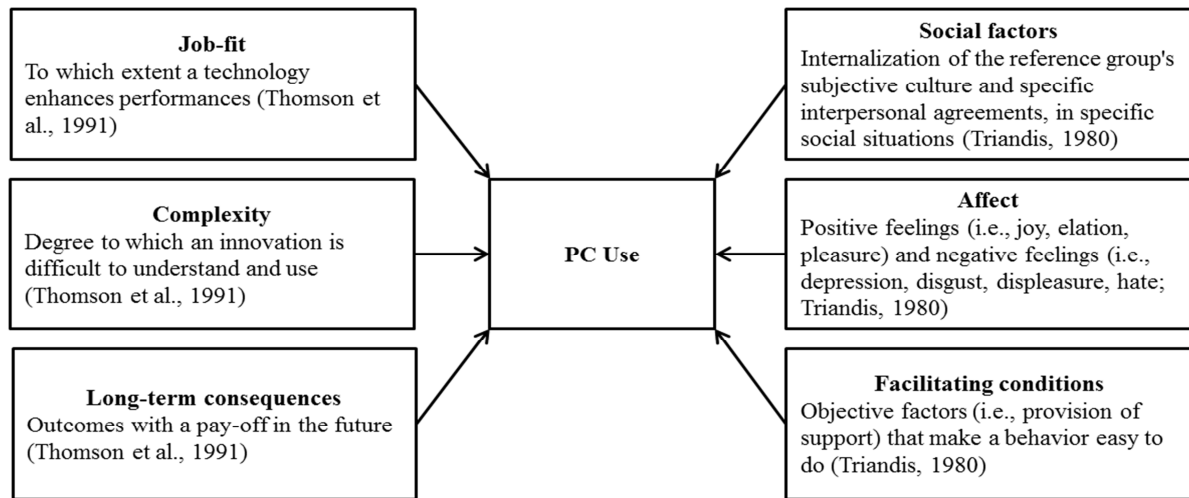 Job-fit
To which extent a technology
enhances performances (Thomson et
al., 1991)
Complexity
Degree to which an innovation is
difficult to understand and use
(Thomson et al., 1991)
Long-term consequences
Outcomes with a pay-off in the future
(Thomson et al., 1991)
PC Use
Social factors
Internalization of the reference group's
subjective culture and specific
interpersonal agreements, in specific
social situations (Triandis, 1980)
Affect
Positive feelings (i.e., joy, elation,
pleasure) and negative feelings (i.e.,
depression, disgust, displeasure, hate;
Triandis, 1980)
Facilitating conditions
Objective factors (i.e., provision of
support) that make a behavior easy to
do (Triandis, 1980)